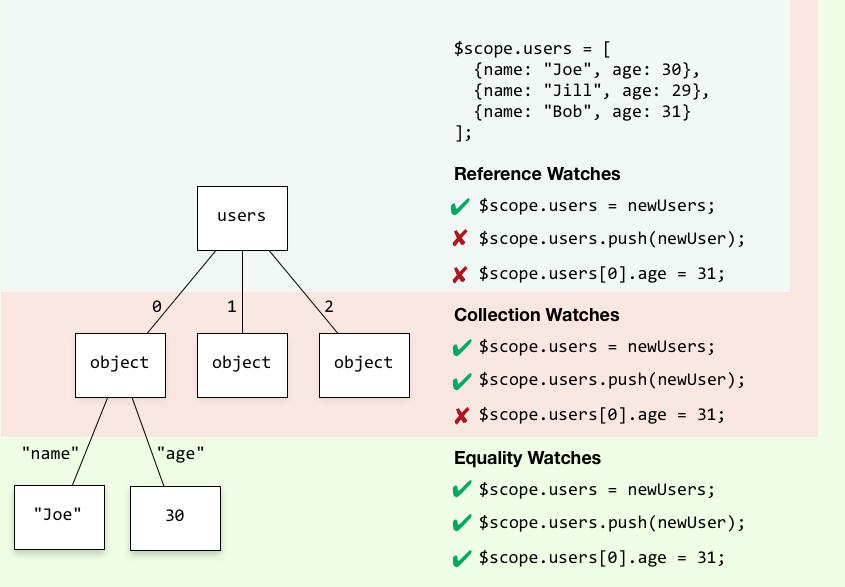 $scope.users = [
{name: "Joe", age: 30},
{name: "Jill", age: 29},
{name: "Bob", age: 31}
];
Reference Watches
✔ $scope.users = newUsers;
✘ $scope.users.push(newUser);
✘ $scope.users[0].age = 31;
users
0 1 2
object object object
Collection Watches
✔ $scope.users = newUsers;
✔ $scope.users.push(newUser);
✘ $scope.users[0].age = 31;
"name" "age"
"Joe" 30
Equality Watches
✔ $scope.users = newUsers;
✔ $scope.users.push(newUser);
✔ $scope.users[0].age = 31;